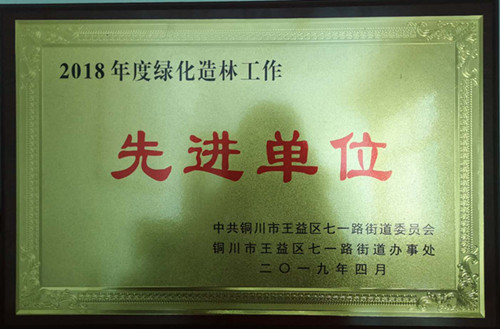 2018年度绿化造林工作
先进单位
中共铜川市王益区七一路街道委员会
铜川市王益区七一路街道办事处
二〇一九年四月